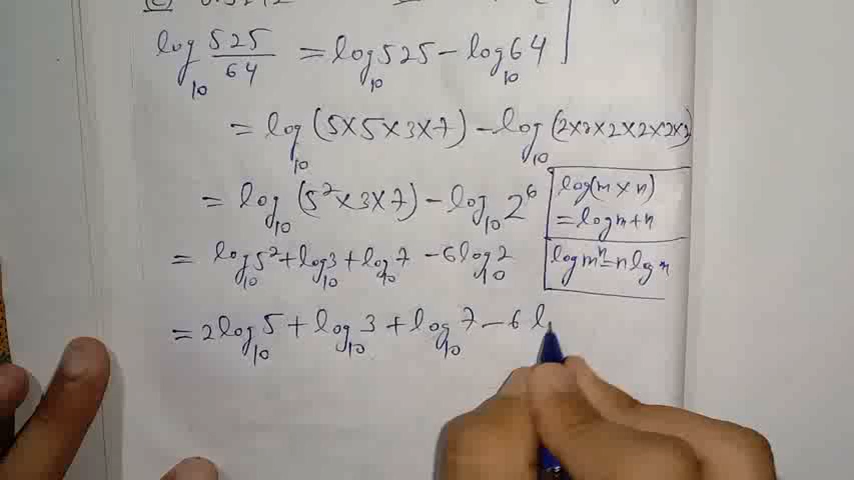 log₁₀ 525/64 = log₁₀ 525 − log₁₀ 64
= log₁₀ (5×5×3×7) − log₁₀ (2×2×2×2×2×2)
= log₁₀ (5²×3×7) − log₁₀ 2⁶
log(m×n)
= log m + n
= log₁₀ 5² + log₁₀ 3 + log₁₀ 7 − 6 log₁₀ 2
log mⁿ = n log m
= 2 log₁₀ 5 + log₁₀ 3 + log₁₀ 7 − 6 l